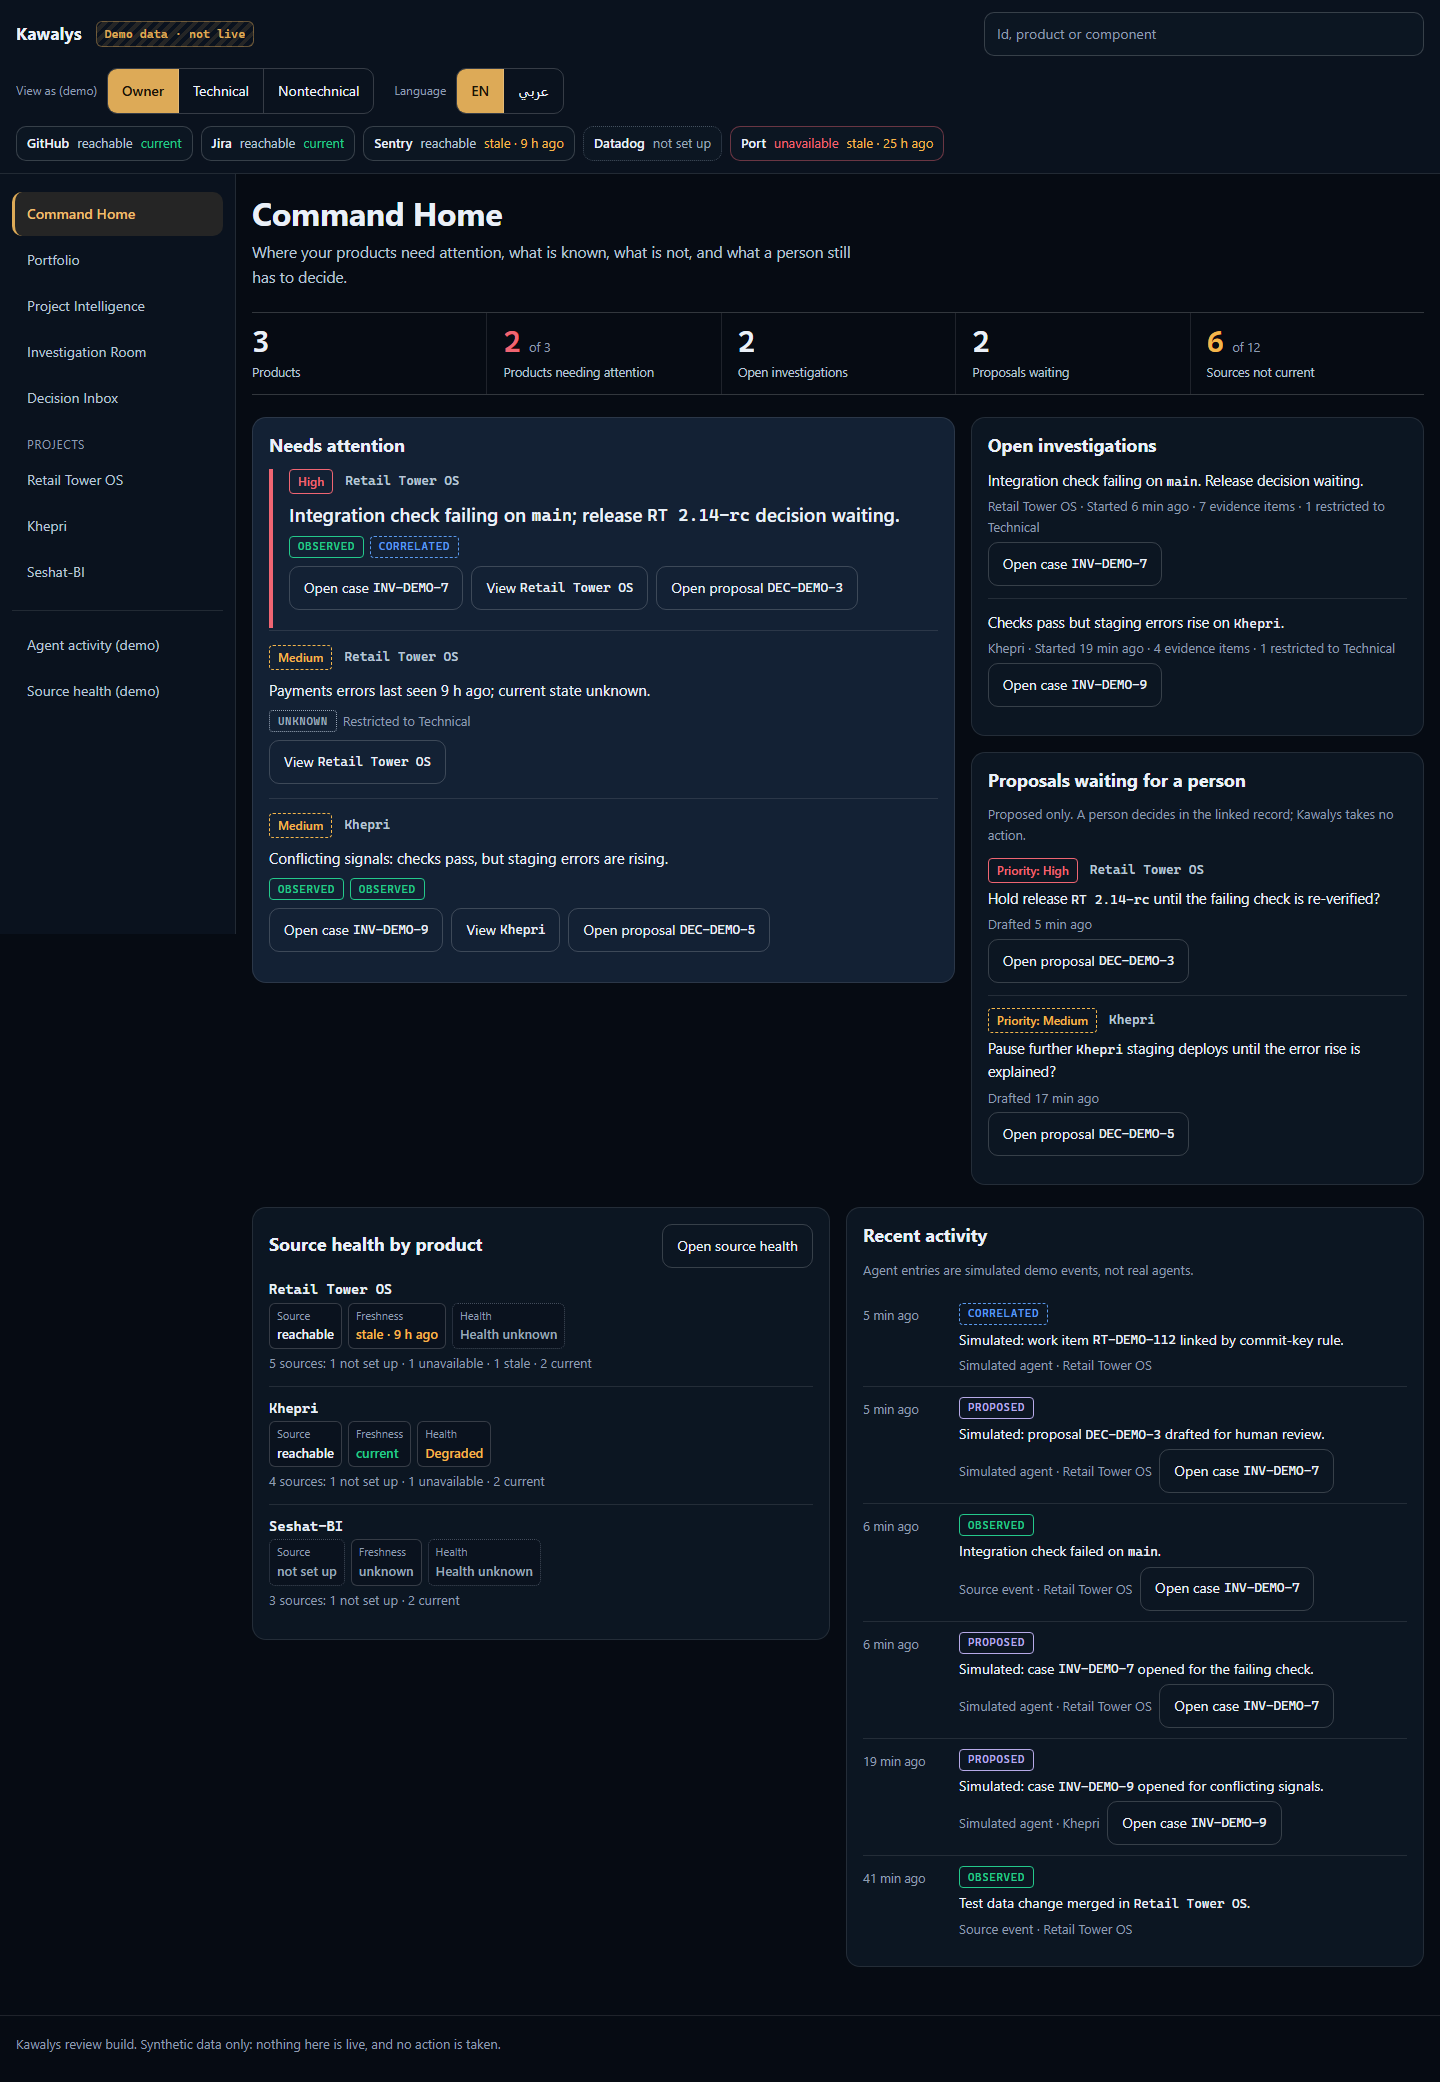 Kawalys
Demo data · not live
Id, product or component
View as (demo)
Owner
Technical
Nontechnical
Language
EN
عربي
GitHub reachable current
Jira reachable current
Sentry reachable stale · 9 h ago
Datadog not set up
Port unavailable stale · 25 h ago
Command Home
Portfolio
Project Intelligence
Investigation Room
Decision Inbox
PROJECTS
Retail Tower OS
Khepri
Seshat-BI
Agent activity (demo)
Source health (demo)
Command Home
Where your products need attention, what is known, what is not, and what a person still
has to decide.
3
Products
2 of 3
Products needing attention
2
Open investigations
2
Proposals waiting
6 of 12
Sources not current
Needs attention
High Retail Tower OS
Integration check failing on main; release RT 2.14-rc decision waiting.
OBSERVED CORRELATED
Open case INV-DEMO-7
View Retail Tower OS
Open proposal DEC-DEMO-3
Medium Retail Tower OS
Payments errors last seen 9 h ago; current state unknown.
UNKNOWN Restricted to Technical
View Retail Tower OS
Medium Khepri
Conflicting signals: checks pass, but staging errors are rising.
OBSERVED OBSERVED
Open case INV-DEMO-9
View Khepri
Open proposal DEC-DEMO-5
Open investigations
Integration check failing on main. Release decision waiting.
Retail Tower OS · Started 6 min ago · 7 evidence items · 1 restricted to
Technical
Open case INV-DEMO-7
Checks pass but staging errors rise on Khepri.
Khepri · Started 19 min ago · 4 evidence items · 1 restricted to Technical
Open case INV-DEMO-9
Proposals waiting for a person
Proposed only. A person decides in the linked record; Kawalys takes no
action.
Priority: High Retail Tower OS
Hold release RT 2.14-rc until the failing check is re-verified?
Drafted 5 min ago
Open proposal DEC-DEMO-3
Priority: Medium Khepri
Pause further Khepri staging deploys until the error rise is
explained?
Drafted 17 min ago
Open proposal DEC-DEMO-5
Source health by product
Open source health
Retail Tower OS
Source Freshness Health
reachable stale · 9 h ago Health unknown
5 sources: 1 not set up · 1 unavailable · 1 stale · 2 current
Khepri
Source Freshness Health
reachable current Degraded
4 sources: 1 not set up · 1 unavailable · 2 current
Seshat-BI
Source Freshness Health
not set up unknown Health unknown
3 sources: 1 not set up · 2 current
Recent activity
Agent entries are simulated demo events, not real agents.
5 min ago CORRELATED
Simulated: work item RT-DEMO-112 linked by commit-key rule.
Simulated agent · Retail Tower OS
5 min ago PROPOSED
Simulated: proposal DEC-DEMO-3 drafted for human review.
Simulated agent · Retail Tower OS Open case INV-DEMO-7
6 min ago OBSERVED
Integration check failed on main.
Source event · Retail Tower OS Open case INV-DEMO-7
6 min ago PROPOSED
Simulated: case INV-DEMO-7 opened for the failing check.
Simulated agent · Retail Tower OS Open case INV-DEMO-7
19 min ago PROPOSED
Simulated: case INV-DEMO-9 opened for conflicting signals.
Simulated agent · Khepri Open case INV-DEMO-9
41 min ago OBSERVED
Test data change merged in Retail Tower OS.
Source event · Retail Tower OS
Kawalys review build. Synthetic data only: nothing here is live, and no action is taken.